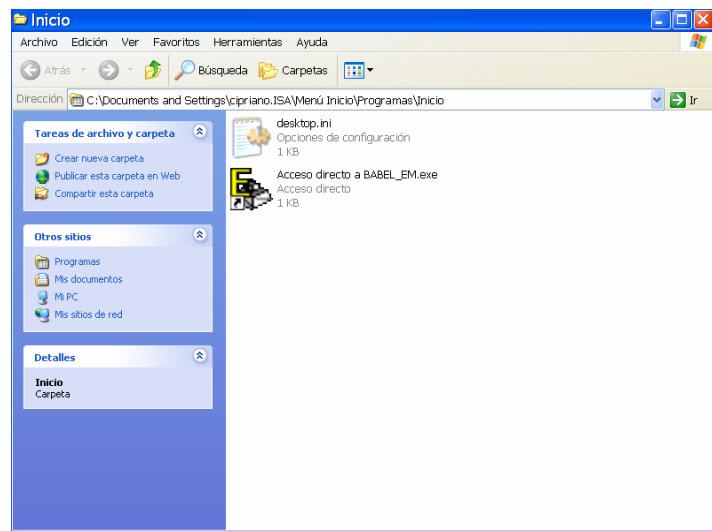 Inicio
Archivo Edición Ver Favoritos Herramientas Ayuda
Atrás Búsqueda Carpetas
Dirección C:\Documents and Settings\cipriano.ISA\Menú Inicio\Programas\Inicio Ir
Tareas de archivo y carpeta
Crear nueva carpeta
Publicar esta carpeta en Web
Compartir esta carpeta
Otros sitios
Programas
Mis documentos
Mi PC
Mis sitios de red
Detalles
Inicio
Carpeta
desktop.ini
Opciones de configuración
1 KB
Acceso directo a BABEL_EM.exe
Acceso directo
1 KB